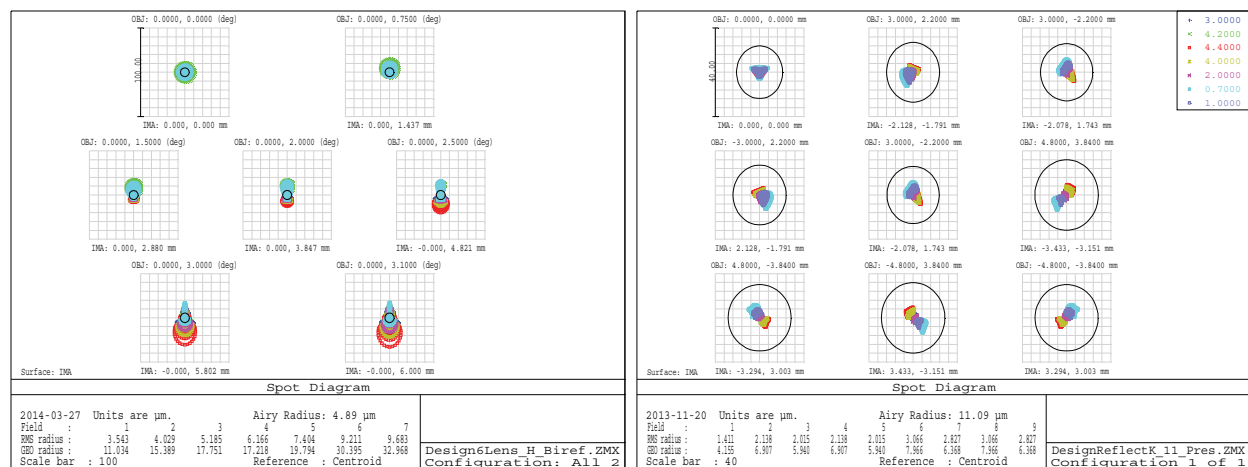 OBJ: 0.0000, 0.0000 (deg)
OBJ: 0.0000, 0.7500 (deg)
100.00
IMA: 0.000, 0.000 mm
IMA: 0.000, 1.437 mm
OBJ: 0.0000, 1.5000 (deg)
OBJ: 0.0000, 2.0000 (deg)
OBJ: 0.0000, 2.5000 (deg)
IMA: 0.000, 2.880 mm
IMA: 0.000, 3.847 mm
IMA: -0.000, 4.821 mm
OBJ: 0.0000, 3.0000 (deg)
OBJ: 0.0000, 3.1000 (deg)
IMA: -0.000, 5.802 mm
IMA: -0.000, 6.000 mm
Surface: IMA
Spot Diagram
2014-03-27 Units are µm. Airy Radius: 4.89 µm
Field : 1 2 3 4 5 6 7
RMS radius : 3.543 4.029 5.185 6.166 7.404 9.211 9.683
GEO radius : 11.034 15.389 17.751 17.218 19.794 30.395 32.968
Scale bar : 100 Reference : Centroid
Design6Lens_H_Biref.ZMX
Configuration: All 2
OBJ: 0.0000, 0.0000 mm
OBJ: 3.0000, 2.2000 mm
OBJ: 3.0000, -2.2000 mm
40.00
IMA: 0.000, 0.000 mm
IMA: -2.128, -1.791 mm
IMA: -2.078, 1.743 mm
OBJ: -3.0000, 2.2000 mm
OBJ: 3.0000, -2.2000 mm
OBJ: 4.8000, 3.8400 mm
IMA: 2.128, -1.791 mm
IMA: -2.078, 1.743 mm
IMA: -3.433, -3.151 mm
OBJ: 4.8000, -3.8400 mm
OBJ: -4.8000, 3.8400 mm
OBJ: -4.8000, -3.8400 mm
IMA: -3.294, 3.003 mm
IMA: 3.433, -3.151 mm
IMA: 3.294, 3.003 mm
Surface: IMA
3.0000
4.2000
4.4000
4.0000
2.0000
0.7000
1.0000
Spot Diagram
2013-11-20 Units are µm. Airy Radius: 11.09 µm
Field : 1 2 3 4 5 6 7 8 9
RMS radius : 1.411 2.138 2.015 2.138 2.015 3.066 2.827 3.066 2.827
GEO radius : 4.155 6.907 5.940 6.907 5.940 7.966 6.368 7.966 6.368
Scale bar : 40 Reference : Centroid
DesignReflectK_11_Pres.ZMX
Configuration 1 of 1